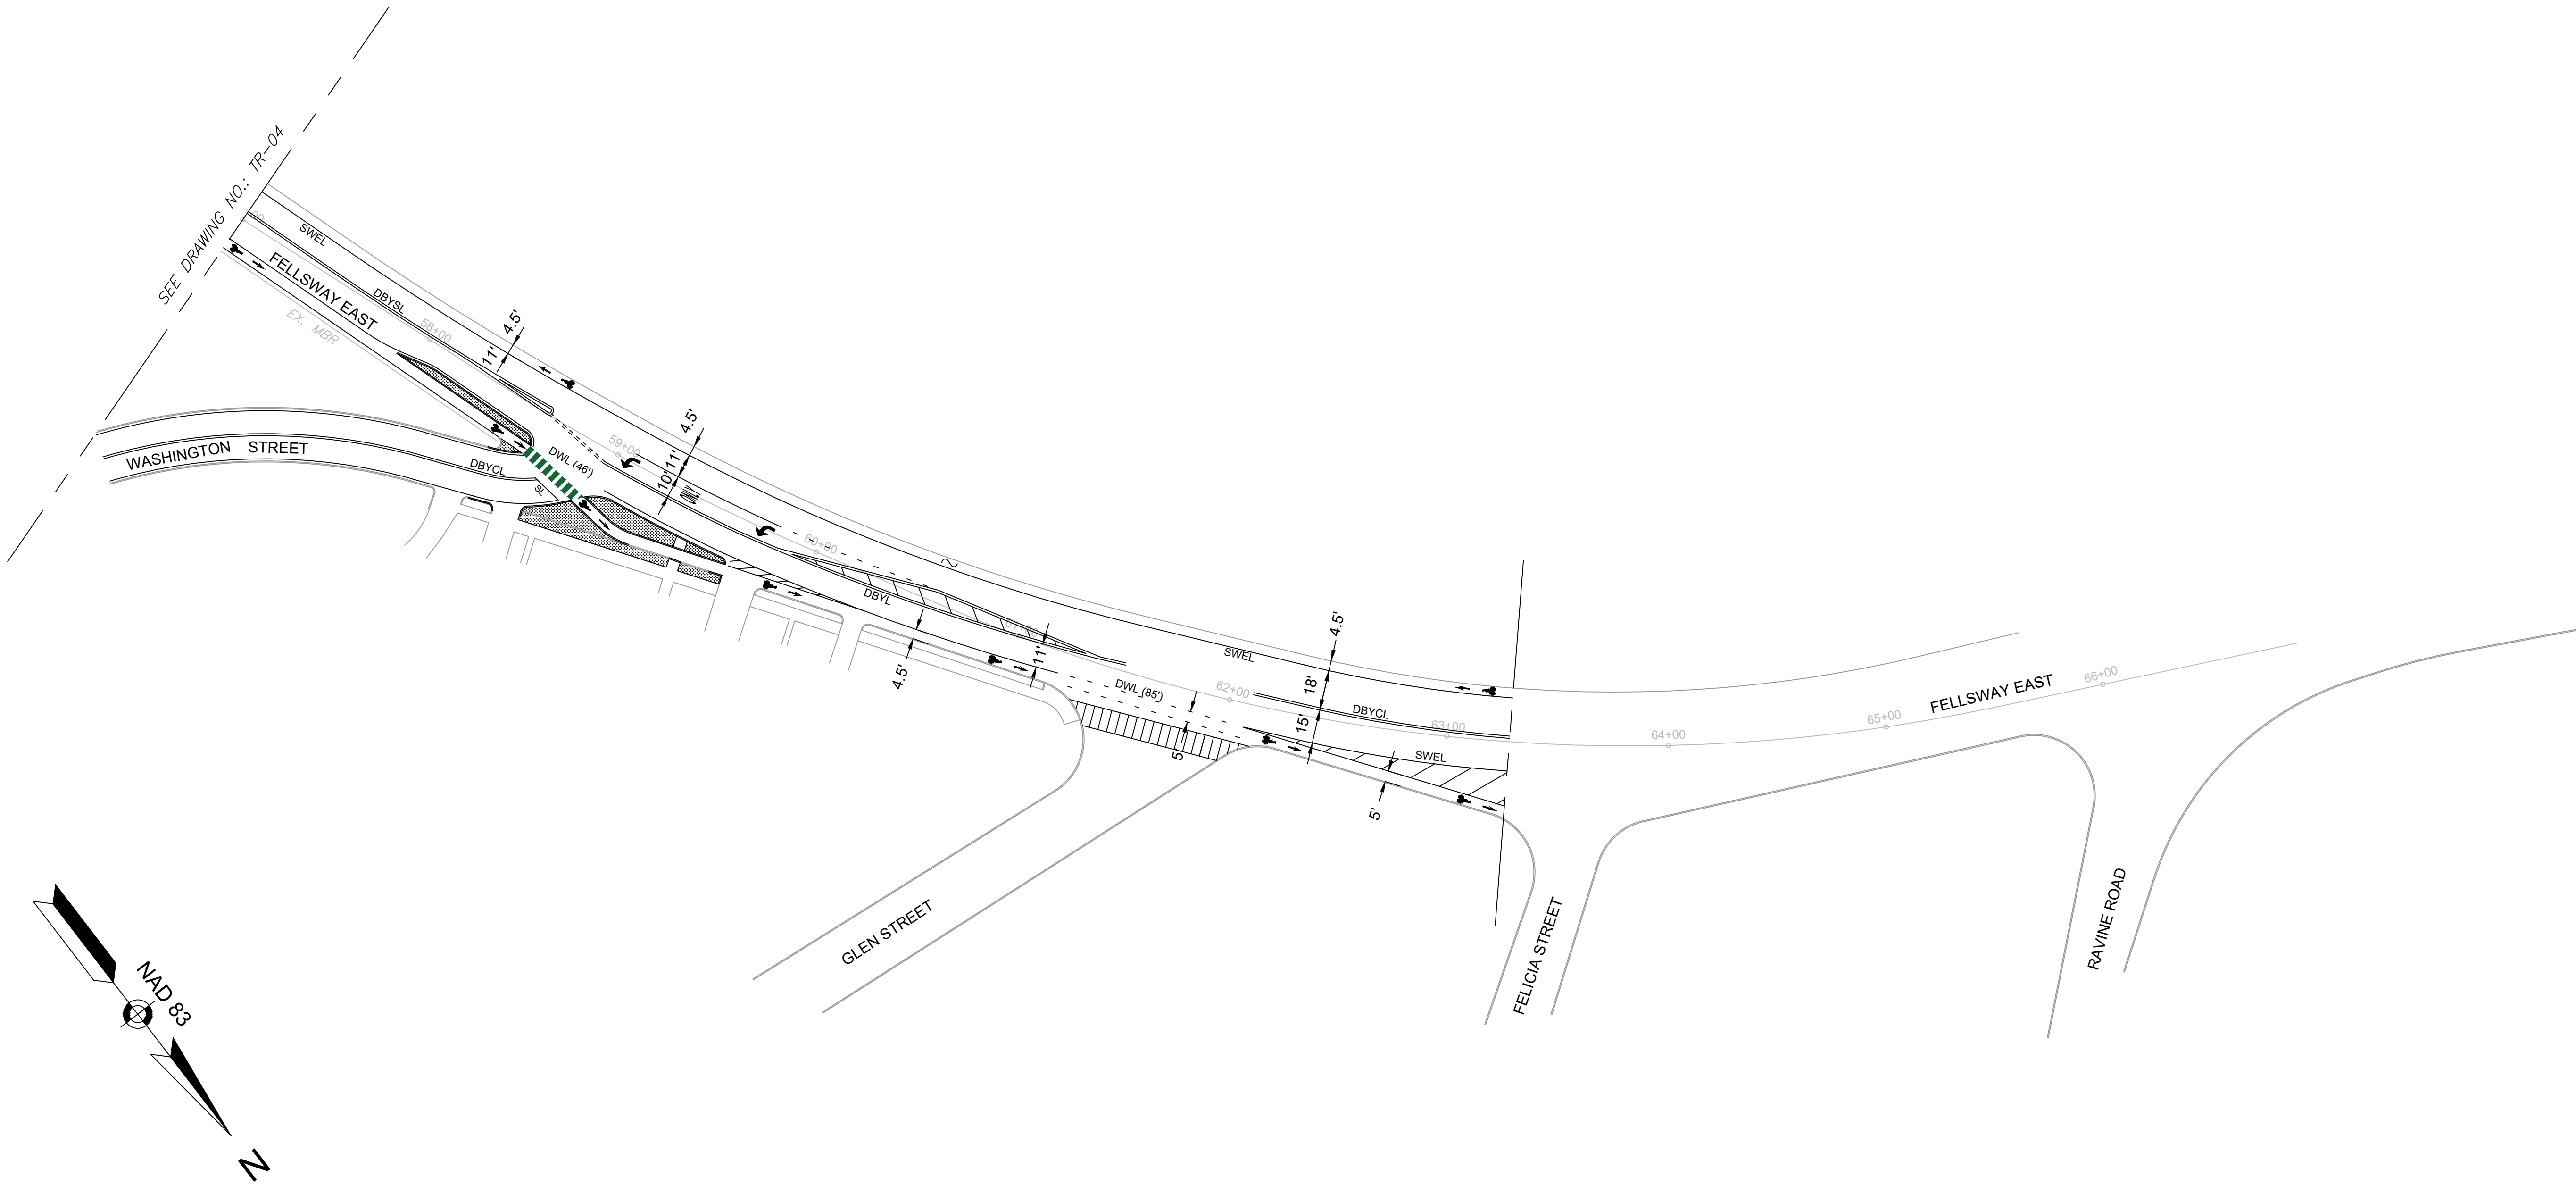 SEE DRAWING NO.: TR-04
00
SWEL
FELLSWAY EAST
DBYSL
EX. MBR
58+00
11'
4.5'
WASHINGTON STREET
DBYCL
SL
DWL (46')
59+00
10'
11'
4.5'
60+00
DBYL
4.5'
11'
SWEL
DWL (85')
5'
62+00
4.5'
18'
15'
DBYCL
63+00
SWEL
5'
64+00
65+00
FELLSWAY EAST
66+00
GLEN STREET
FELICIA STREET
RAVINE ROAD
NAD 83
N